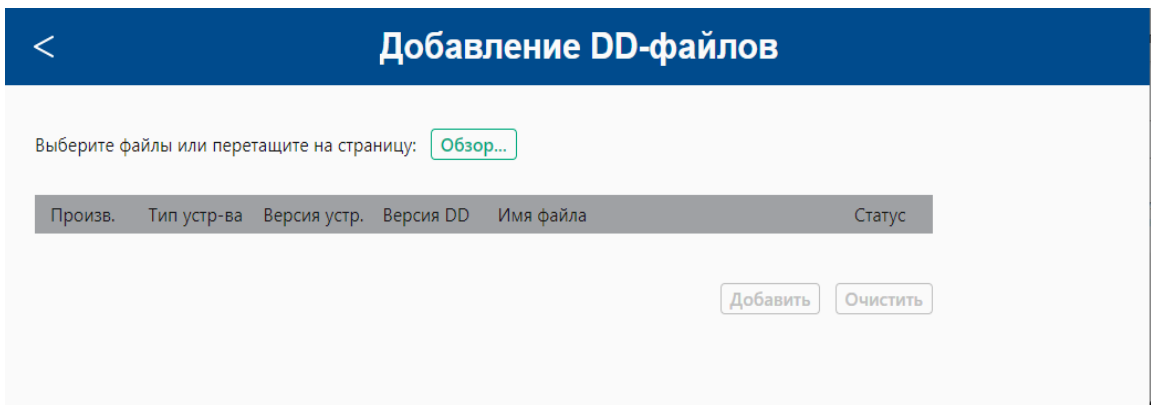 < Добавление DD-файлов
Выберите файлы или перетащите на страницу: Обзор...
Произв. Тип устр-ва Версия устр. Версия DD Имя файла Статус
Добавить Очистить